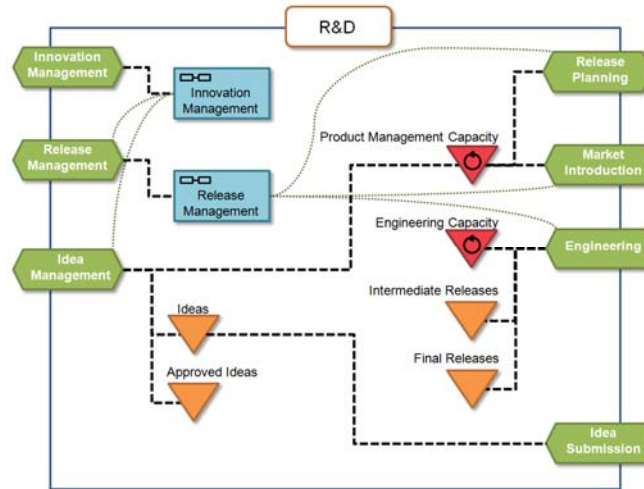 R&D
Innovation
Management
Innovation
Management
Release
Planning
Product Management Capacity
Release
Management
Release
Management
Market
Introduction
Engineering Capacity
Engineering
Idea
Management
Intermediate Releases
Ideas
Final Releases
Approved Ideas
Idea
Submission